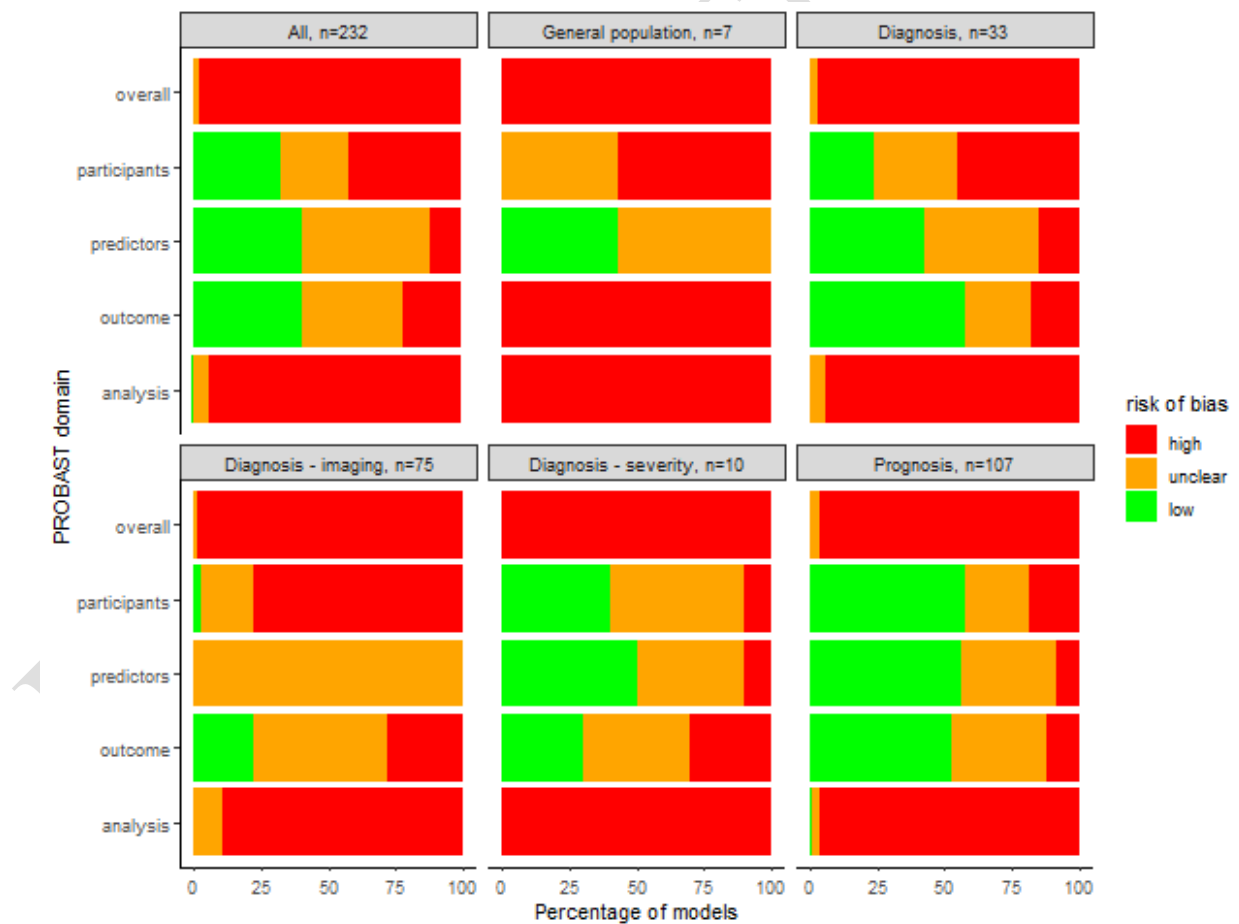 All, n=232
General population, n=7
Diagnosis, n=33
overall
participants
predictors
outcome
analysis
Diagnosis - imaging, n=75
Diagnosis - severity, n=10
Prognosis, n=107
overall
participants
predictors
outcome
analysis
PROBAST domain
0 25 50 75 100
0 25 50 75 100
0 25 50 75 100
Percentage of models
risk of bias
high
unclear
low